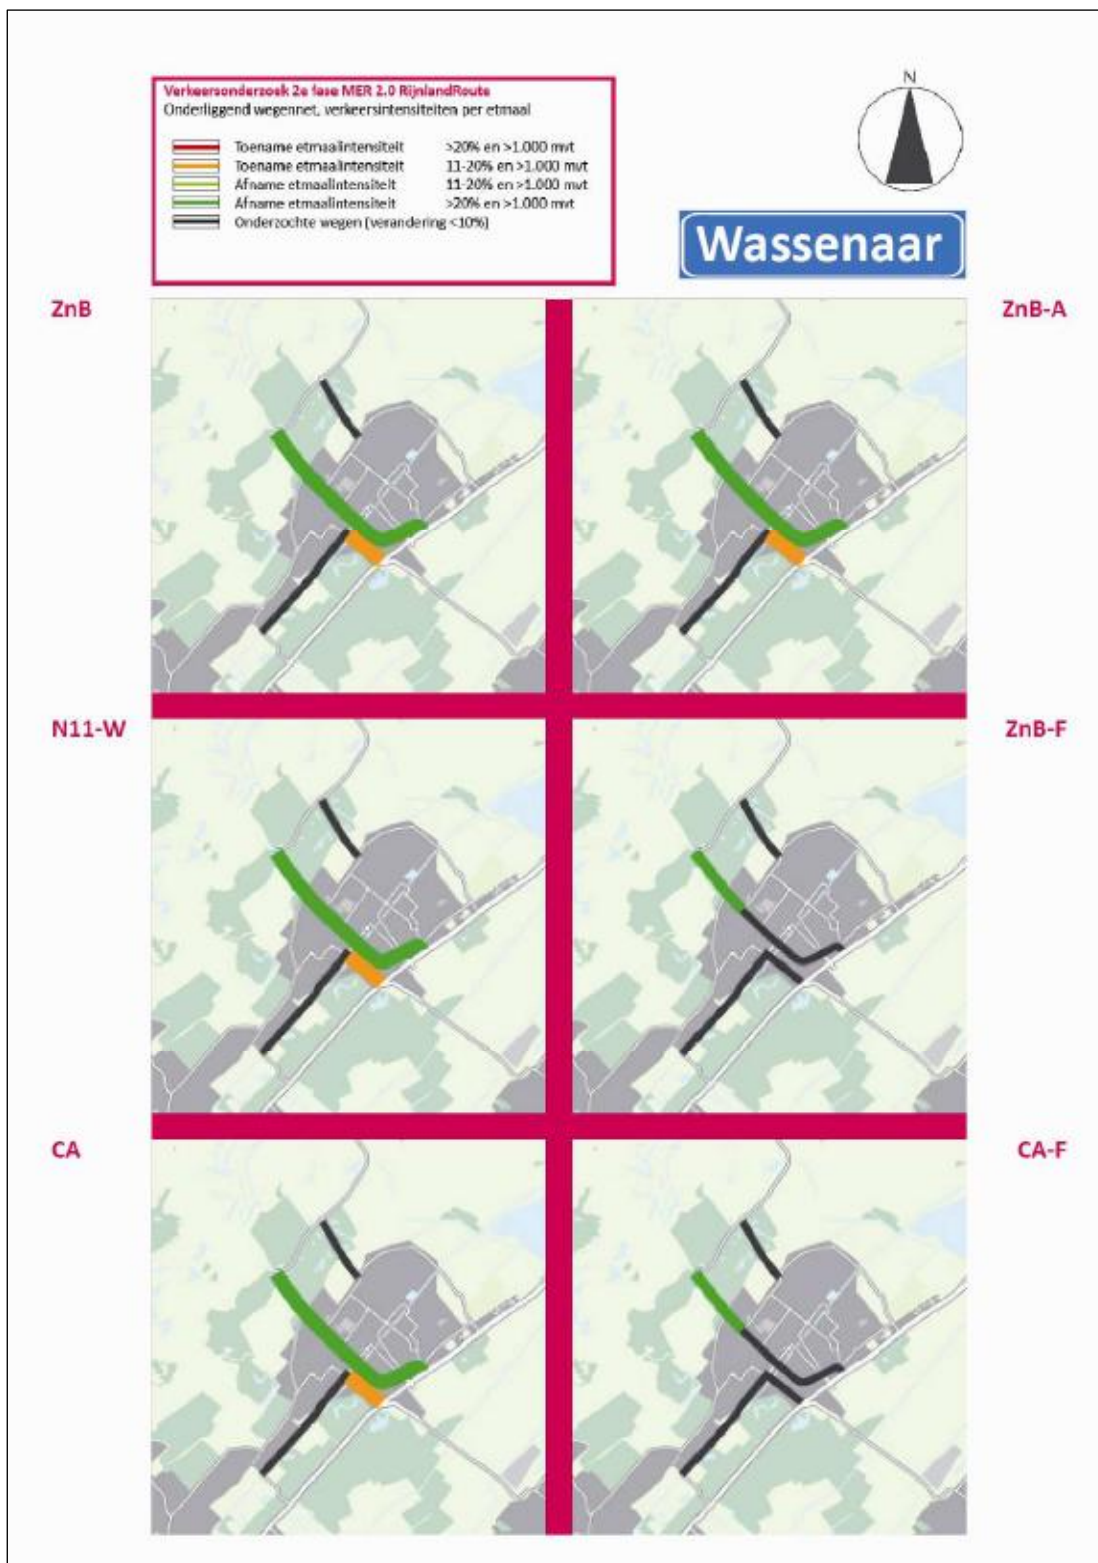 Verkeersonderzoek 2e fase MER 2.0 RijnlandRoute
Onderliggend wegennet, verkeersintensiteiten per etmaal
Toename etmaalintensiteit >20% en >1.000 mvt
Toename etmaalintensiteit 11-20% en >1.000 mvt
Afname etmaalintensiteit 11-20% en >1.000 mvt
Afname etmaalintensiteit >20% en >1.000 mvt
Onderzochte wegen (verandering <10%)
N
Wassenaar
ZnB
ZnB-A
N11-W
ZnB-F
CA
CA-F